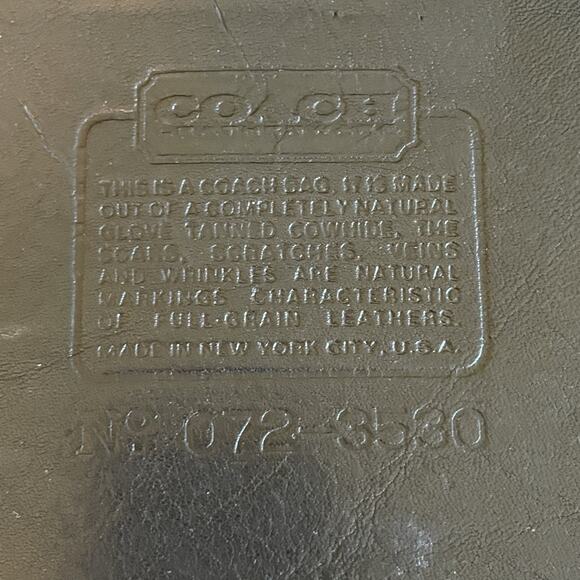 COACH
LEATHERWARE
THIS IS A COACH BAG. IT IS MADE
OUT OF A COMPLETELY NATURAL
GLOVE TANNED COWHIDE. THE
SCARS, SCRATCHES, VEINS
AND WRINKLES ARE NATURAL
MARKINGS CHARACTERISTIC
OF FULL-GRAIN LEATHERS.
MADE IN NEW YORK CITY, U.S.A.
No 072-3530